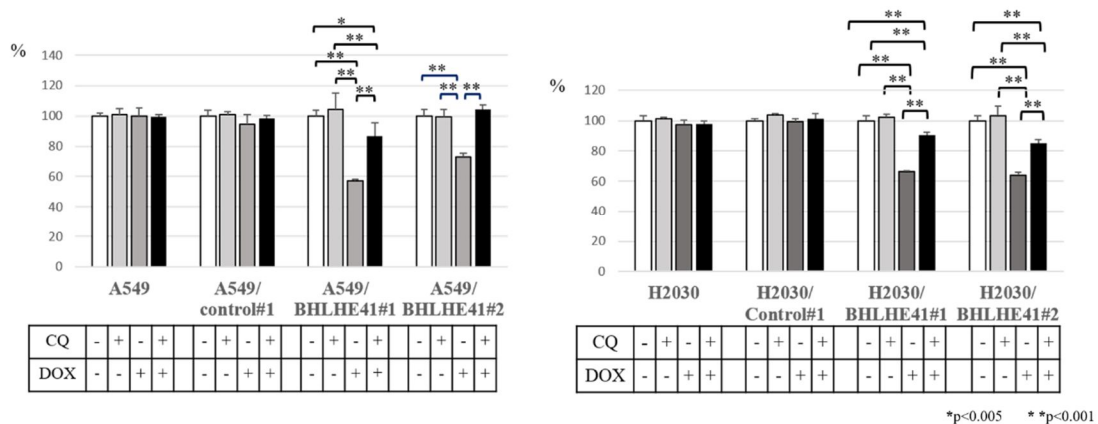 %
140
120
100
80
60
40
20
0
* ** ** ** **
** ** **
A549 A549/ control#1 A549/ BHLHE41#1 A549/ BHLHE41#2
CQ - + - + - + - + - + - + - + - +
DOX - - + + - - + + - - + + - - + +
%
120
100
80
60
40
20
0
** ** ** ** **
** ** ** ** **
H2030 H2030/ Control#1 H2030/ BHLHE41#1 H2030/ BHLHE41#2
CQ - + - + - + - + - + - + - + - +
DOX - - + + - - + + - - + + - - + +
*p<0.005 * *p<0.001